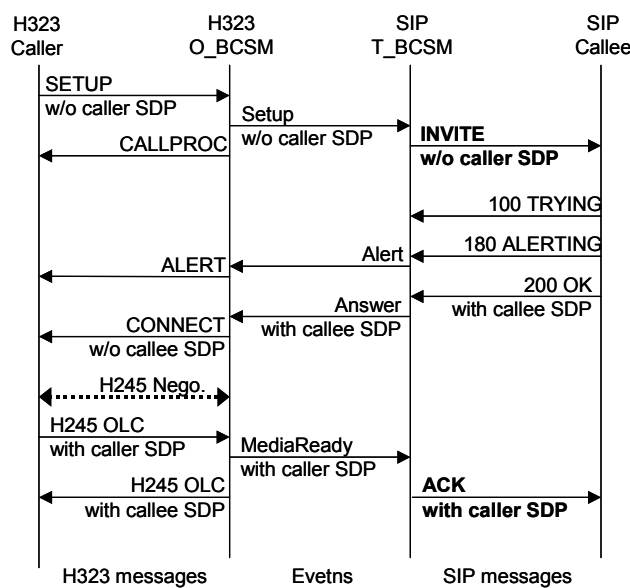 H323 Caller
H323 O_BCSM
SIP T_BCSM
SIP Callee
SETUP
w/o caller SDP
Setup
w/o caller SDP
INVITE
w/o caller SDP
CALLPROC
100 TRYING
180 ALERTING
Alert
ALERT
200 OK
with callee SDP
Answer
with callee SDP
CONNECT
w/o callee SDP
H245 Nego.
H245 OLC
with caller SDP
MediaReady
with caller SDP
H245 OLC
with callee SDP
ACK
with caller SDP
H323 messages
Evetns
SIP messages